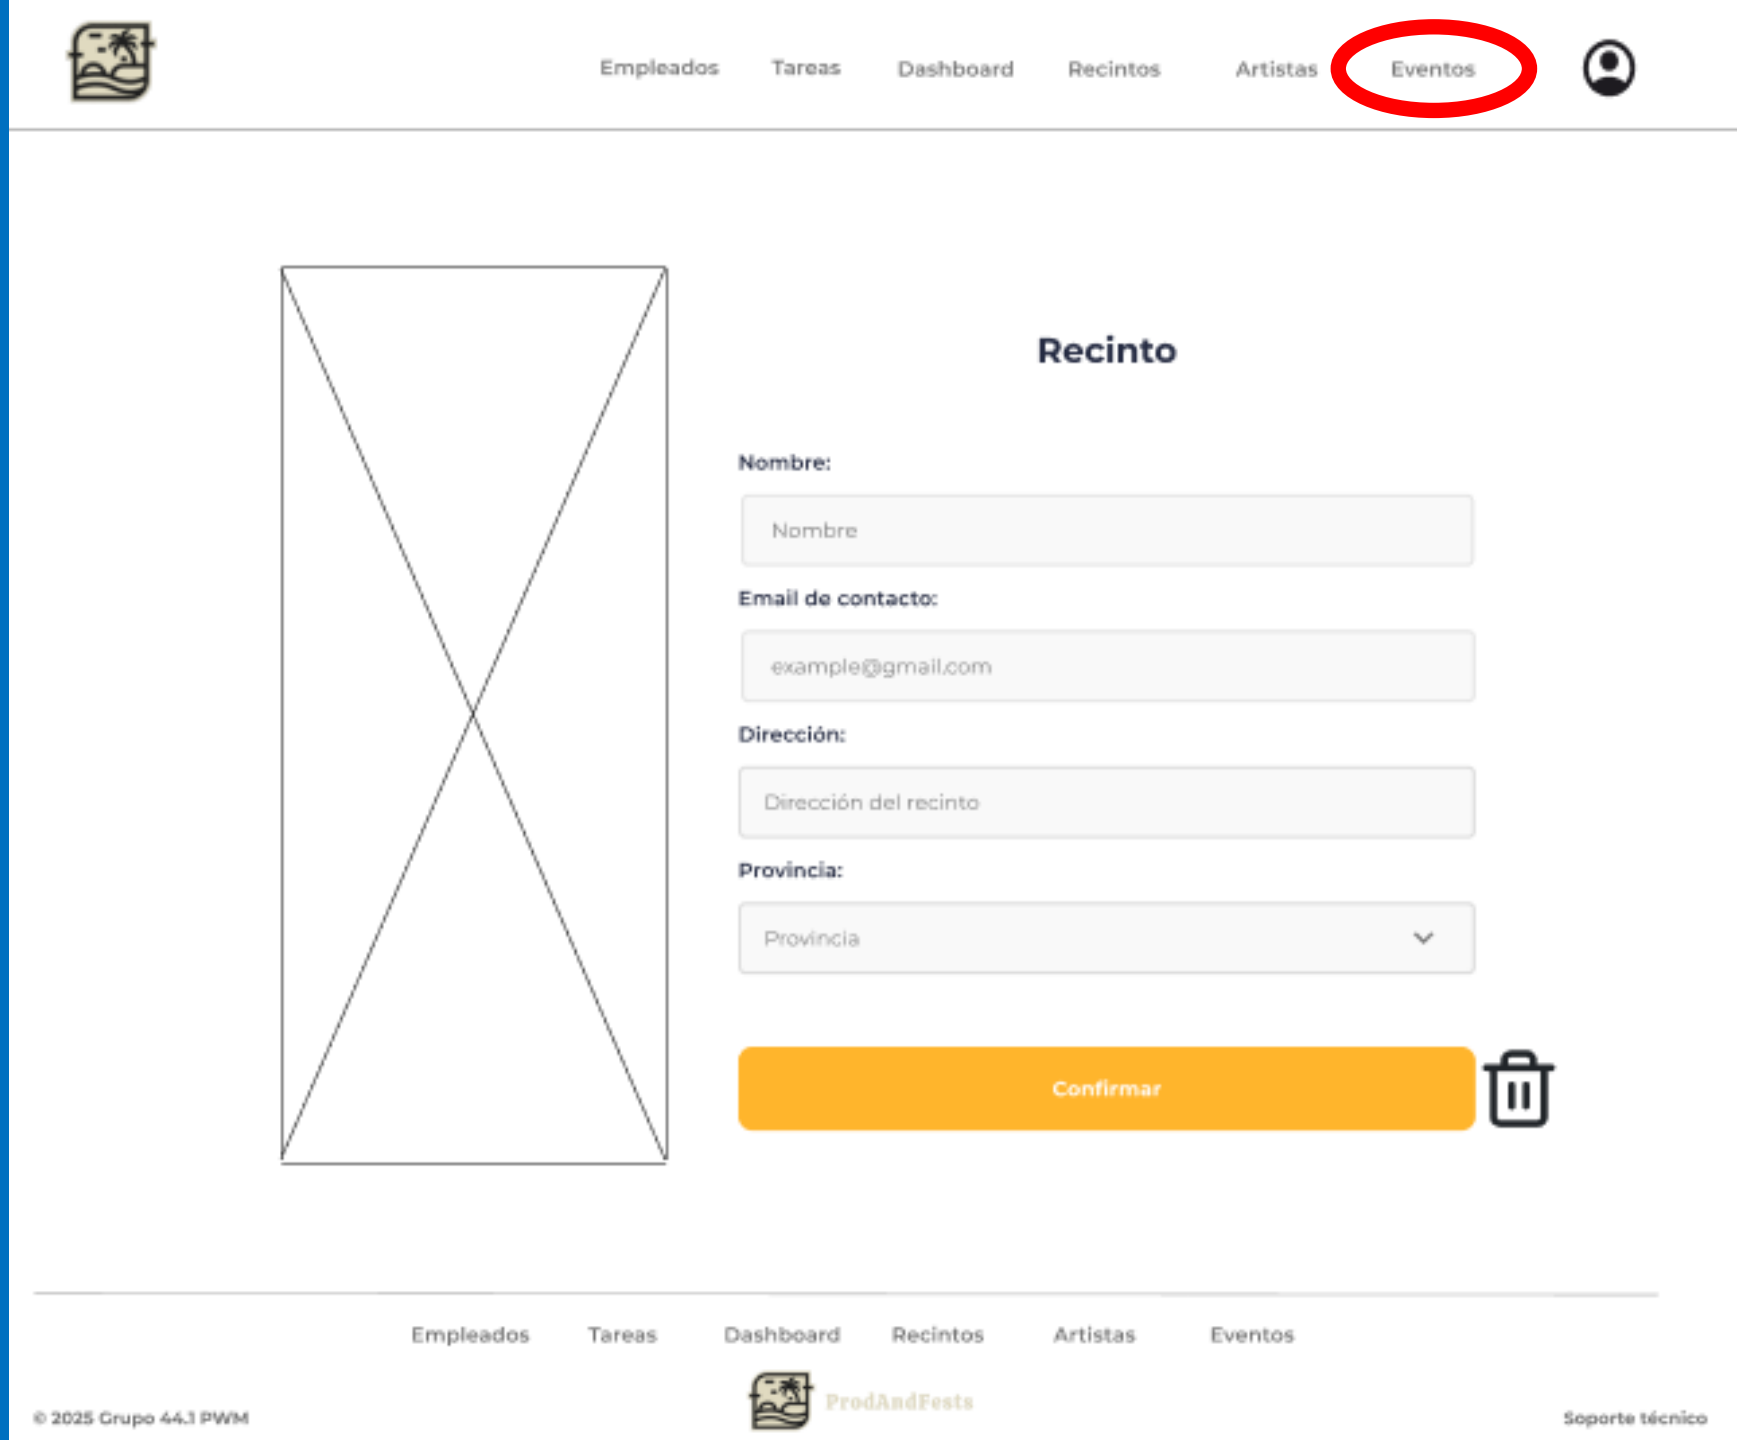 Empleados Tareas Dashboard Recintos Artistas Eventos
Recinto
Nombre:
Nombre
Email de contacto:
example@gmail.com
Dirección:
Dirección del recinto
Provincia:
Provincia
Confirmar
Empleados Tareas Dashboard Recintos Artistas Eventos
ProdAndFests
© 2025 Grupo 44.1 PWM
Soporte técnico